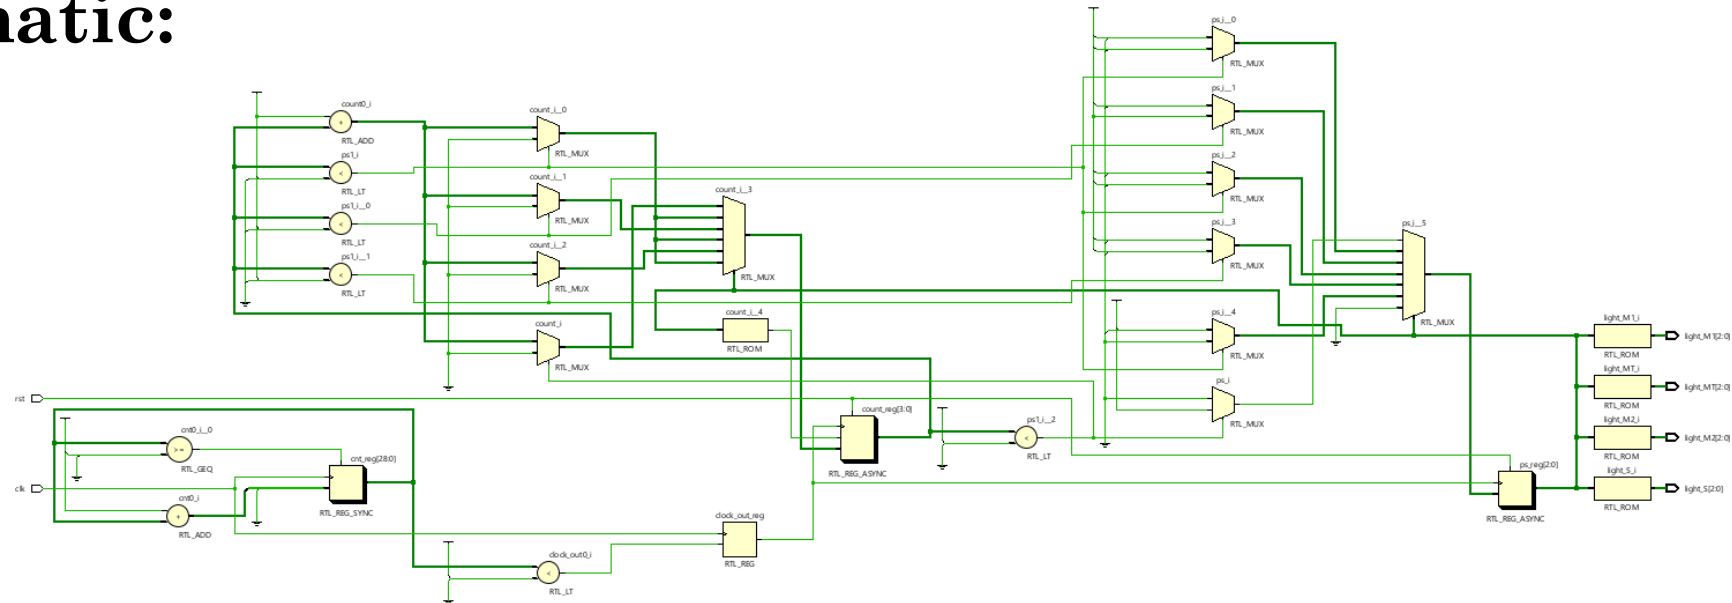 matic:
ps_i__0
RTL_MUX
ps_i__1
RTL_MUX
ps_i__2
RTL_MUX
ps_i__3
RTL_MUX
ps_i__4
RTL_MUX
ps_i
RTL_MUX
ps_i__5
RTL_MUX
count0_i
RTL_ADD
ps1_i
RTL_LT
ps1_i__0
RTL_LT
ps1_i__1
RTL_LT
count_i__0
RTL_MUX
count_i__1
RTL_MUX
count_i__2
RTL_MUX
count_i
RTL_MUX
count_i__3
RTL_MUX
count_i__4
RTL_ROM
rst
cnt0_i__0
RTL_GEQ
clk
cnt0_i
RTL_ADD
cnt_reg[28:0]
RTL_REG_SYNC
clock_out0_i
RTL_LT
clock_out_reg
RTL_REG
count_reg[3:0]
RTL_REG_ASYNC
ps1_i__2
RTL_LT
ps_reg[2:0]
RTL_REG_ASYNC
light_M1_i
RTL_ROM
light_M1[2:0]
light_MT_i
RTL_ROM
light_MT[2:0]
light_M2_i
RTL_ROM
light_M2[2:0]
light_S_i
RTL_ROM
light_S[2:0]